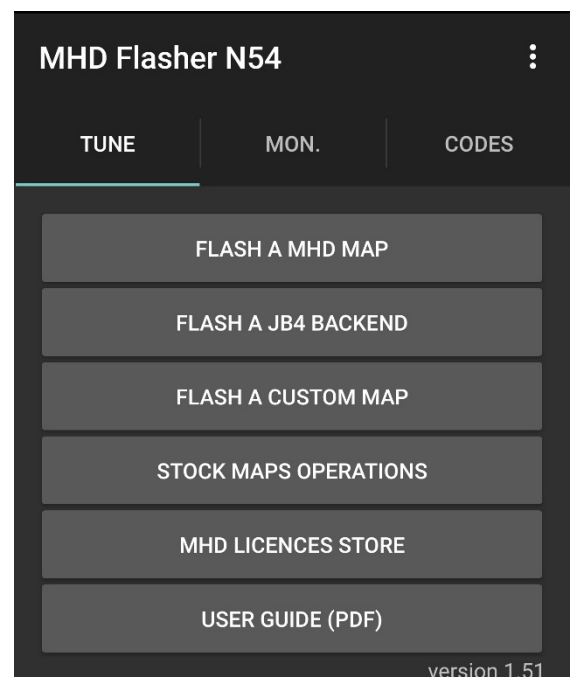 MHD Flasher N54
TUNE MON. CODES
FLASH A MHD MAP
FLASH A JB4 BACKEND
FLASH A CUSTOM MAP
STOCK MAPS OPERATIONS
MHD LICENCES STORE
USER GUIDE (PDF)
version 1.51